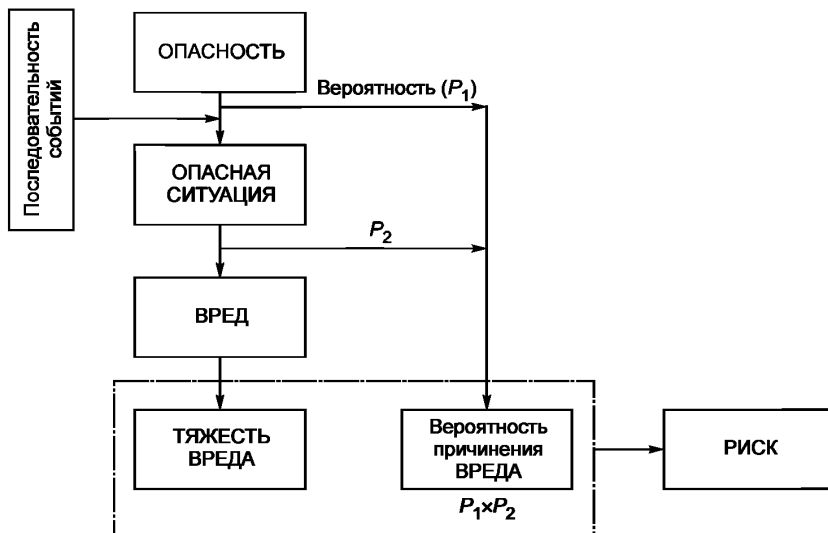 ОПАСНОСТЬ
Последовательность
событий
Вероятность (P₁)
ОПАСНАЯ
СИТУАЦИЯ
P₂
ВРЕД
ТЯЖЕСТЬ
ВРЕДА
Вероятность
причинения
ВРЕДА
P₁×P₂
РИСК